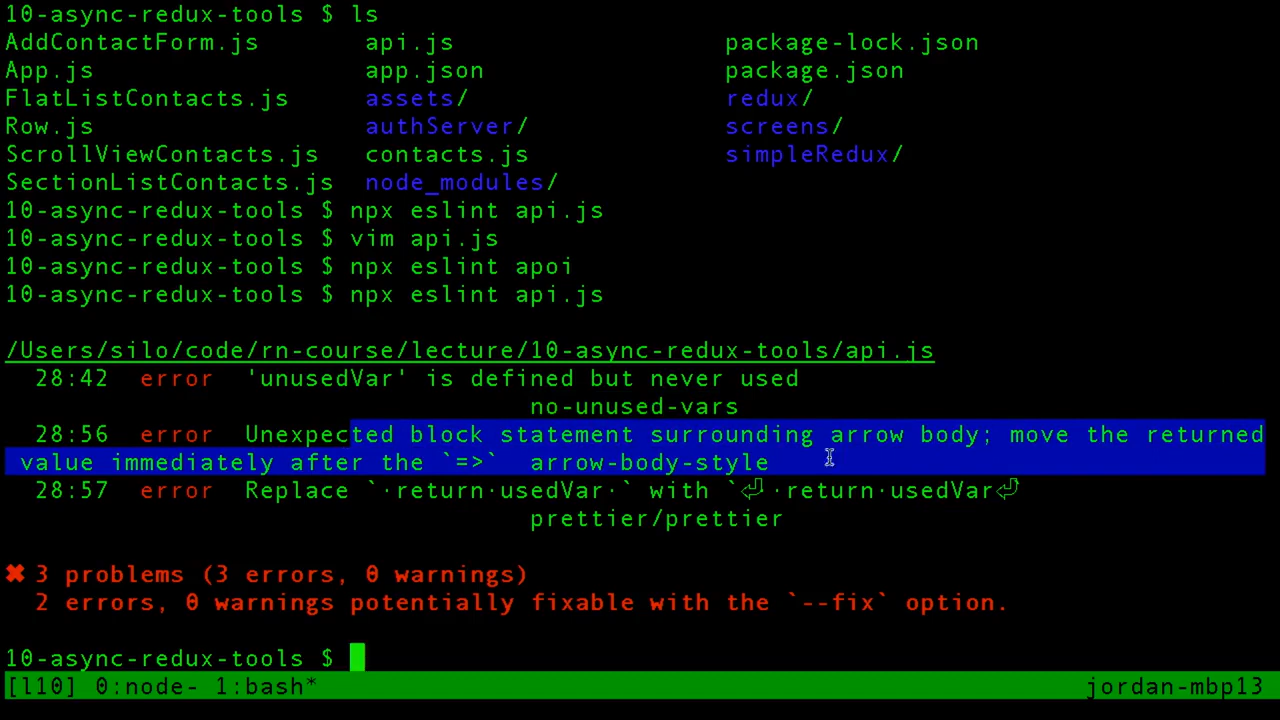 10-async-redux-tools $ ls
AddContactForm.js api.js package-lock.json
App.js app.json package.json
FlatListContacts.js assets/ redux/
Row.js authServer/ screens/
ScrollViewContacts.js contacts.js simpleRedux/
SectionListContacts.js node_modules/
10-async-redux-tools $ npx eslint api.js
10-async-redux-tools $ vim api.js
10-async-redux-tools $ npx eslint apoi
10-async-redux-tools $ npx eslint api.js
/Users/silo/code/rn-course/lecture/10-async-redux-tools/api.js
28:42 error 'unusedVar' is defined but never used
no-unused-vars
28:56 error Unexpected block statement surrounding arrow body; move the returned
value immediately after the `=>` arrow-body-style
28:57 error Replace `·return·usedVar·` with `⏎··return·usedVar⏎
prettier/prettier
✖ 3 problems (3 errors, 0 warnings)
2 errors, 0 warnings potentially fixable with the `--fix` option.
10-async-redux-tools $
[l10] 0:node- 1:bash* jordan-mbp13